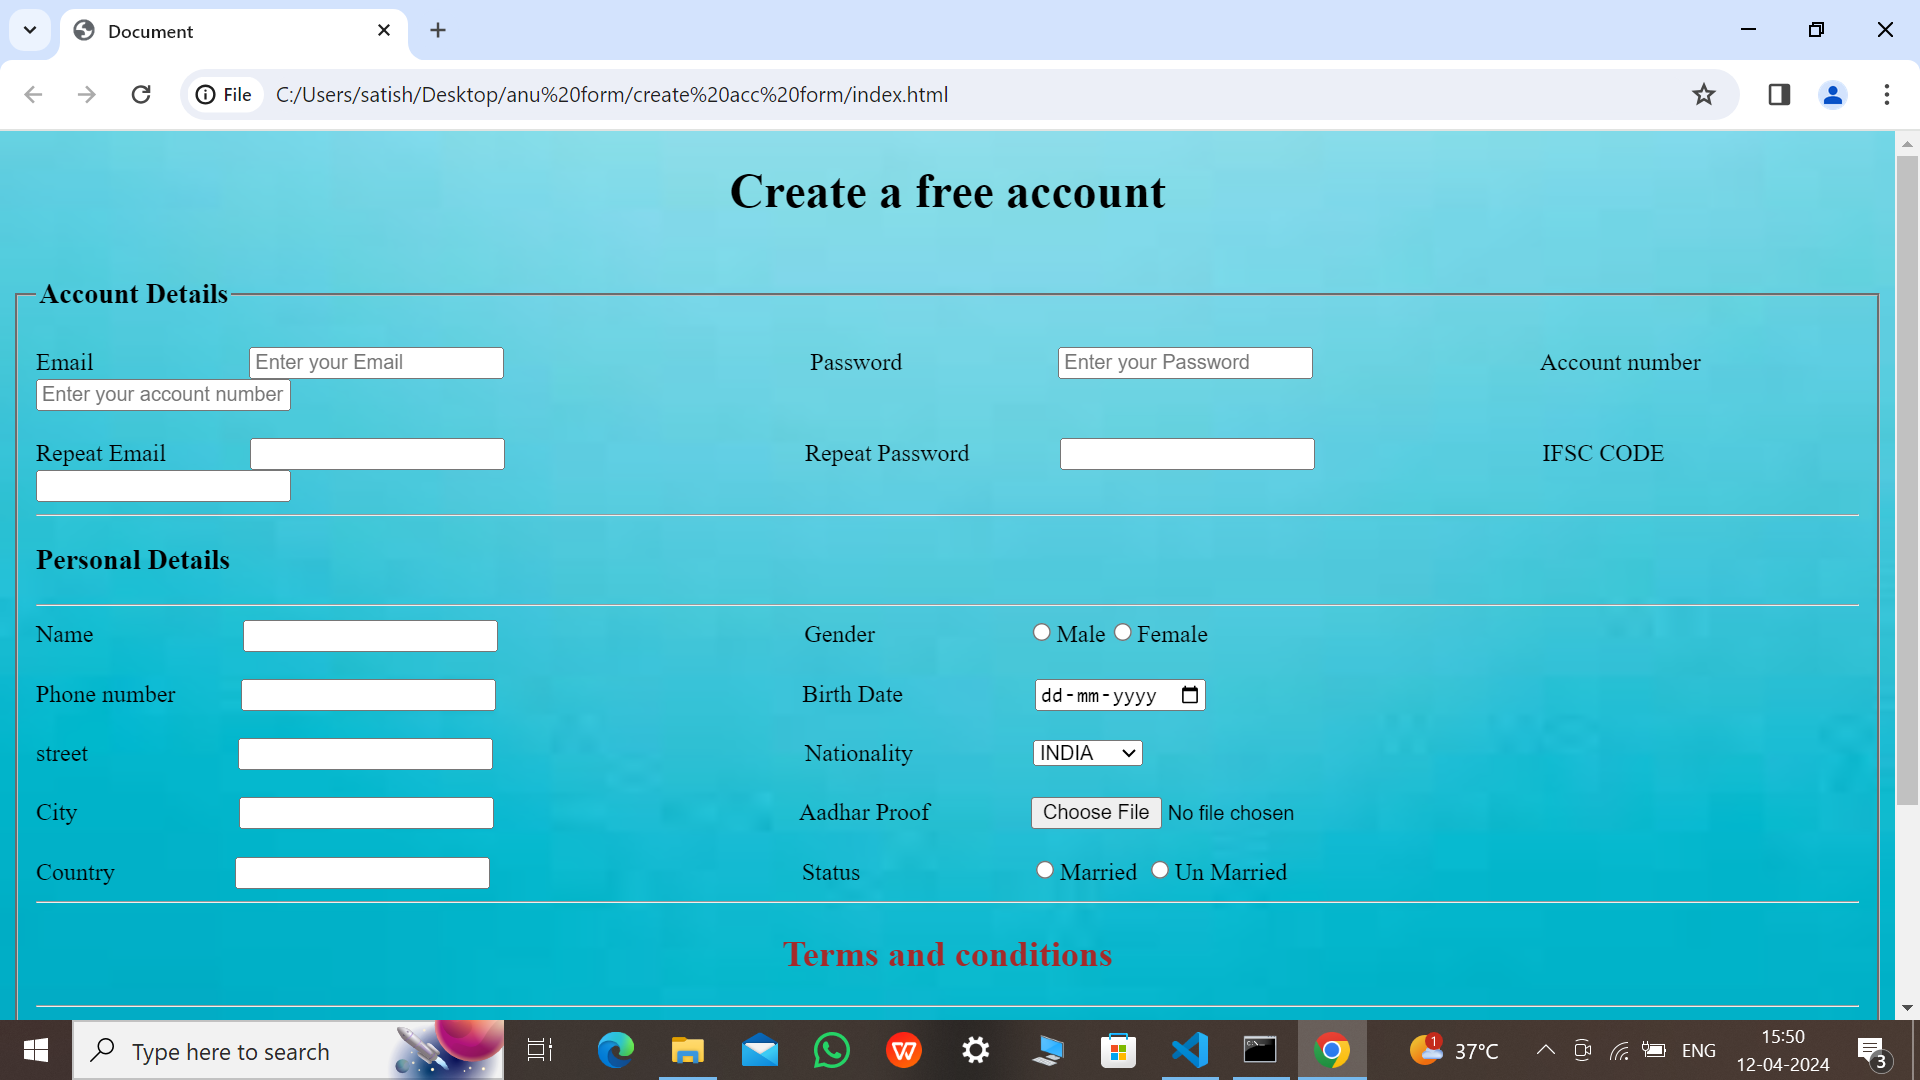 Document
File C:/Users/satish/Desktop/anu%20form/create%20acc%20form/index.html
Create a free account
Account Details
Email Enter your Email Password Enter your Password Account number
Enter your account number
Repeat Email Repeat Password IFSC CODE
Personal Details
Name Gender Male Female
Phone number Birth Date dd-mm-yyyy
street Nationality INDIA
City Aadhar Proof Choose File No file chosen
Country Status Married Un Married
Terms and conditions
Type here to search W 1 37°C ENG 15:50
12-04-2024 3